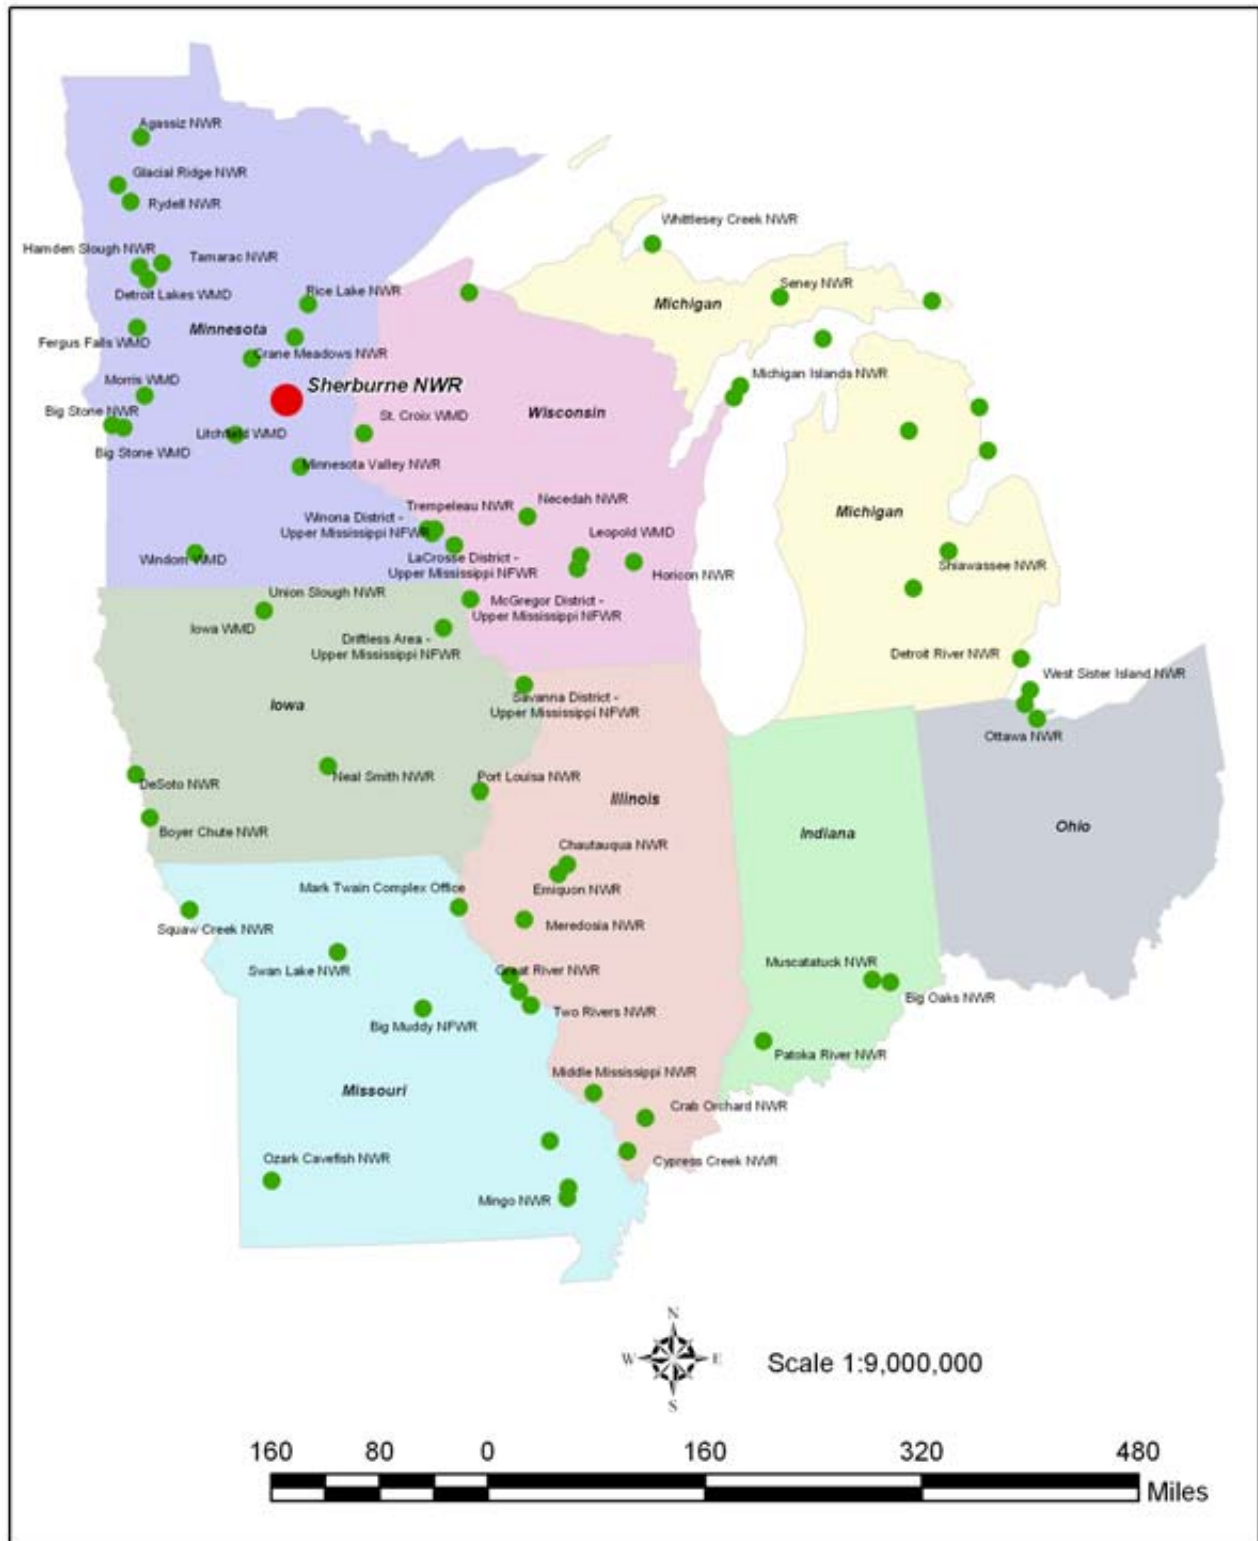 Agassiz NWR
Glacial Ridge NWR
Rydell NWR
Whittlesey Creek NWR
Hamden Slough NWR
Tamarac NWR
Detroit Lakes WMD
Rice Lake NWR
Seney NWR
Michigan
Minnesota
Fergus Falls WMD
Crane Meadows NWR
Morris WMD
Sherburne NWR
Michigan Islands NWR
Big Stone NWR
St. Croix WMD
Wisconsin
Litchfield WMD
Big Stone WMD
Minnesota Valley NWR
Trempeleau NWR
Necedah NWR
Michigan
Winona District -
Upper Mississippi NFWR
Leopold WMD
LaCrosse District -
Upper Mississippi NFWR
Horicon NWR
Shiawassee NWR
Windom WMD
Union Slough NWR
McGregor District -
Upper Mississippi NFWR
Iowa WMD
Driftless Area -
Upper Mississippi NFWR
Detroit River NWR
West Sister Island NWR
Iowa
Savanna District -
Upper Mississippi NFWR
Ottawa NWR
DeSoto NWR
Neal Smith NWR
Port Louisa NWR
Illinois
Boyer Chute NWR
Indiana
Ohio
Chautauqua NWR
Mark Twain Complex Office
Emiquon NWR
Squaw Creek NWR
Meredosia NWR
Swan Lake NWR
Great River NWR
Muscatatuck NWR
Big Oaks NWR
Big Muddy NFWR
Two Rivers NWR
Patoka River NWR
Middle Mississippi NWR
Missouri
Crab Orchard NWR
Ozark Cavefish NWR
Cypress Creek NWR
Mingo NWR
N
W E
S
Scale 1:9,000,000
160 80 0 160 320 480
Miles